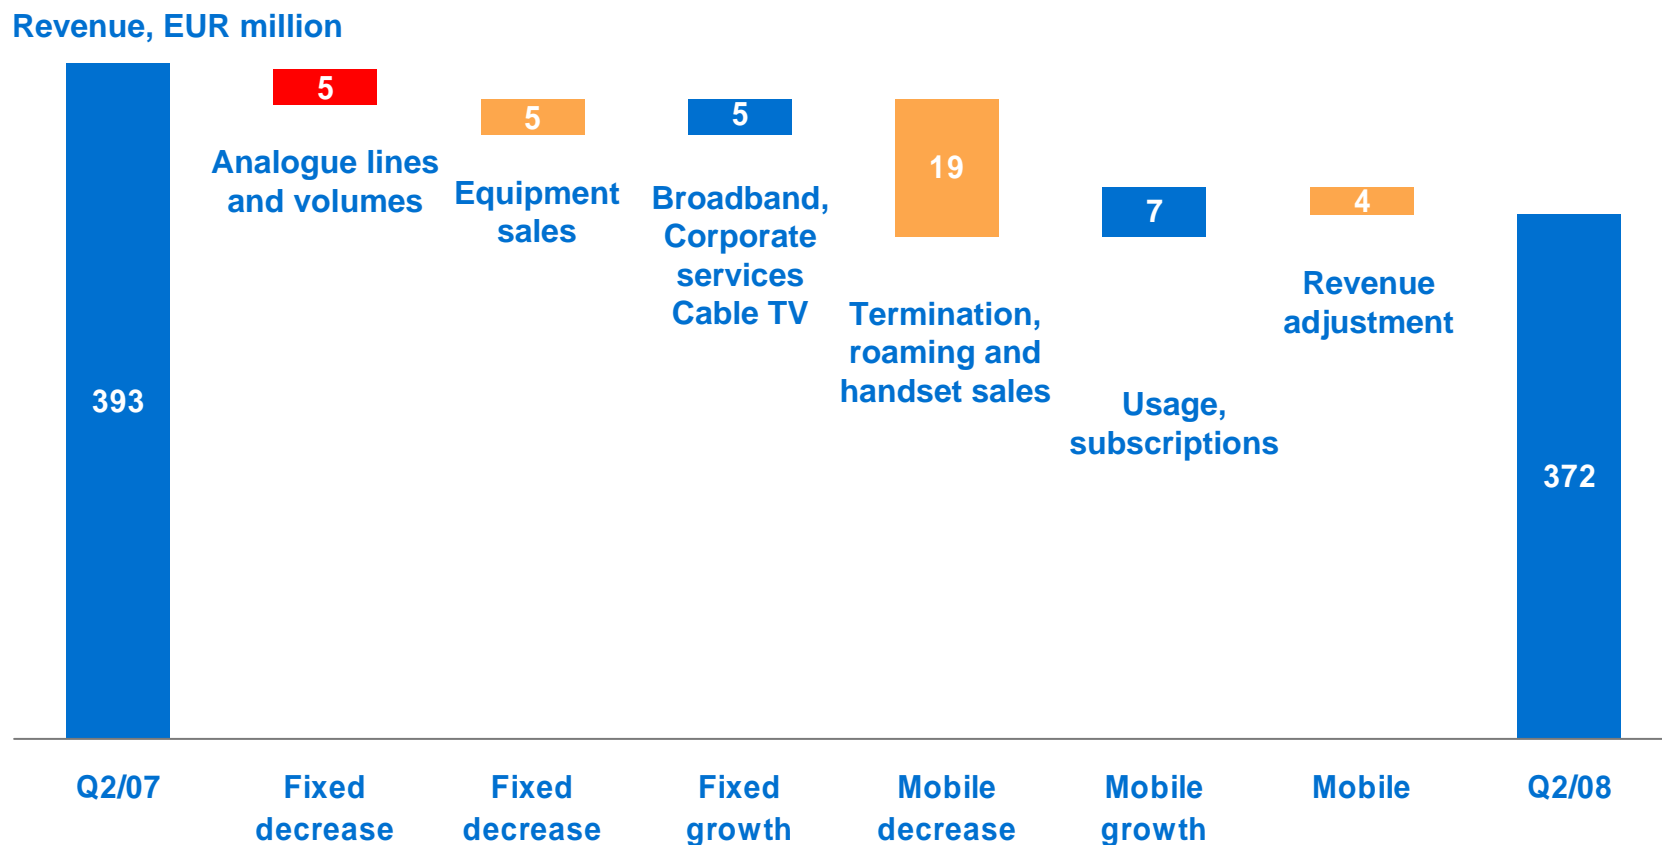 Revenue, EUR million
393
5
Analogue lines
and volumes
5
Equipment
sales
5
Broadband,
Corporate
services
Cable TV
19
Termination,
roaming and
handset sales
7
Usage,
subscriptions
4
Revenue
adjustment
372
Q2/07
Fixed
decrease
Fixed
decrease
Fixed
growth
Mobile
decrease
Mobile
growth
Mobile
Q2/08